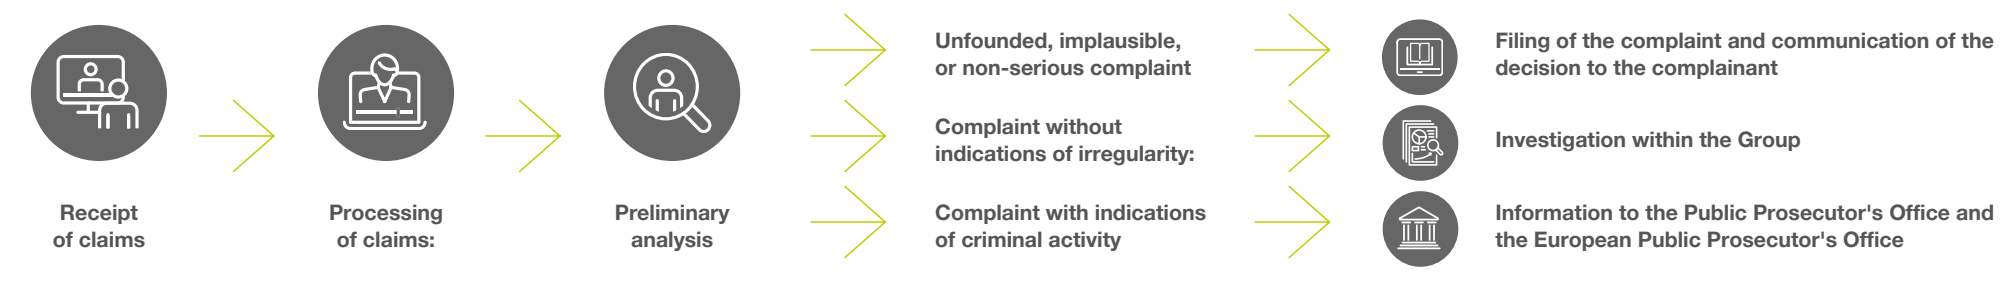 Receipt
of claims
Processing
of claims:
Preliminary
analysis
Unfounded, implausible,
or non-serious complaint
Filing of the complaint and communication of the
decision to the complainant
Complaint without
indications of irregularity:
Investigation within the Group
Complaint with indications
of criminal activity
Information to the Public Prosecutor's Office and
the European Public Prosecutor's Office